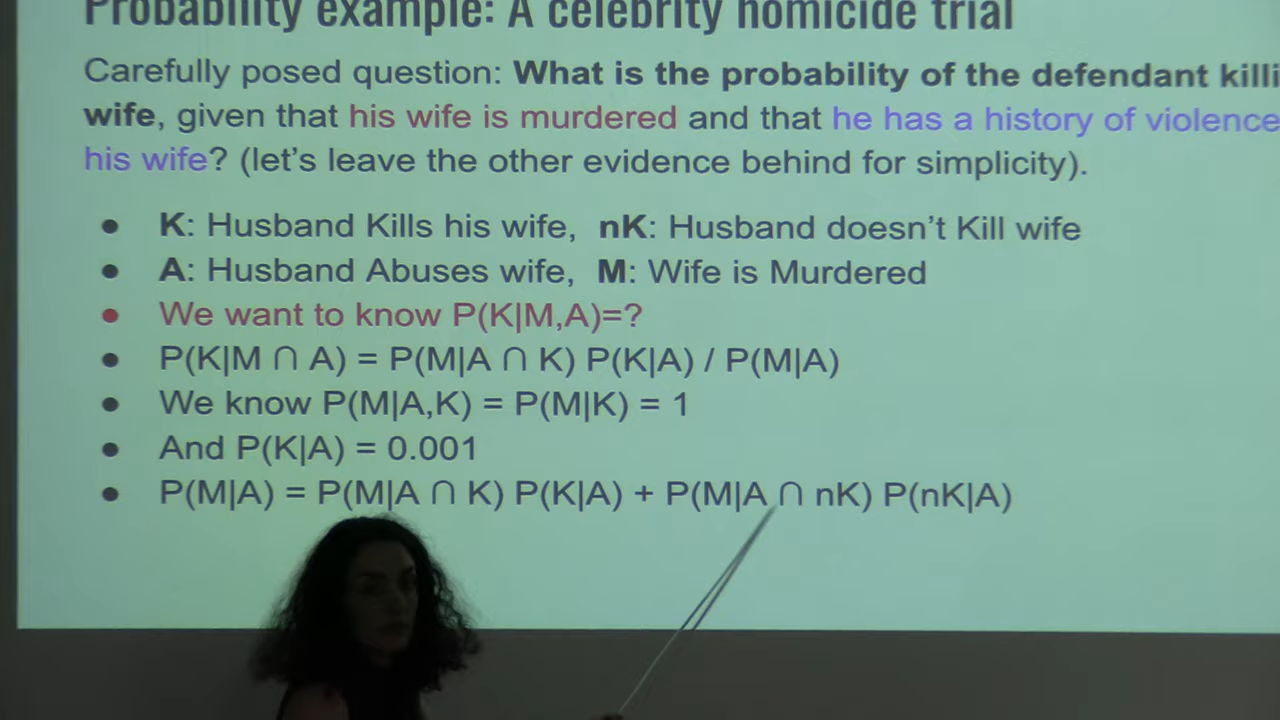 Probability example: A celebrity homicide trial
Carefully posed question: What is the probability of the defendant killi
wife, given that his wife is murdered and that he has a history of violence
his wife? (let's leave the other evidence behind for simplicity).
● K: Husband Kills his wife, nK: Husband doesn't Kill wife
● A: Husband Abuses wife, M: Wife is Murdered
● We want to know P(K|M,A)=?
● P(K|M ∩ A) = P(M|A ∩ K) P(K|A) / P(M|A)
● We know P(M|A,K) = P(M|K) = 1
● And P(K|A) = 0.001
● P(M|A) = P(M|A ∩ K) P(K|A) + P(M|A ∩ nK) P(nK|A)